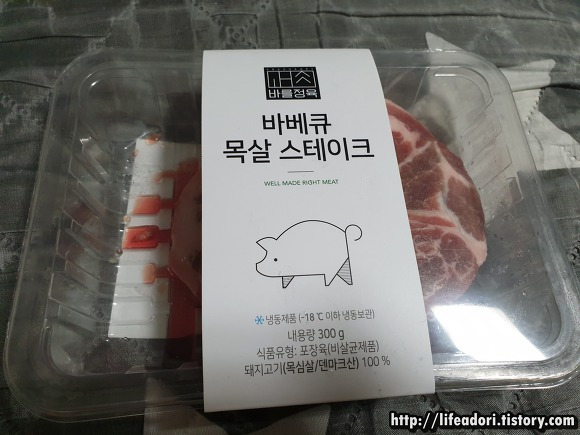 바를정육
바베큐
목살 스테이크
WELL MADE RIGHT MEAT
냉동제품 (-18℃ 이하 냉동보관)
내용량 300 g
식품유형: 포장육(비살균제품)
돼지고기(목심살/덴마크산) 100 %
http://lifeadori.tistory.com